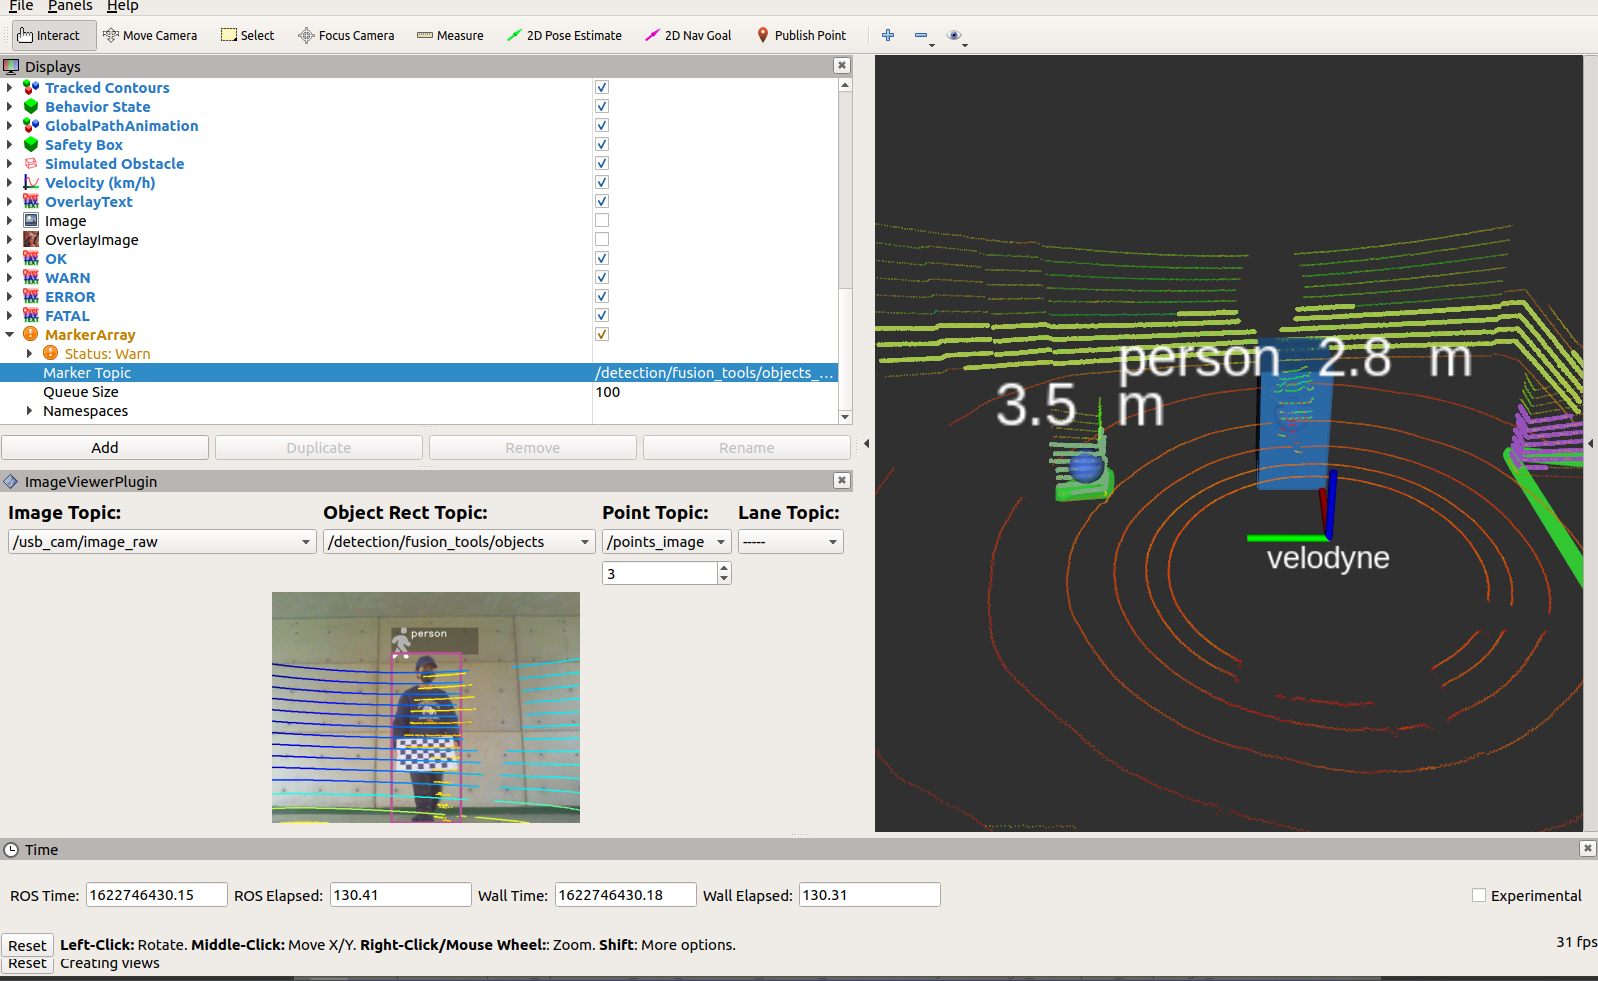 File Panels Help
Interact Move Camera Select Focus Camera Measure 2D Pose Estimate 2D Nav Goal Publish Point
Displays
Tracked Contours
Behavior State
GlobalPathAnimation
Safety Box
Simulated Obstacle
Velocity (km/h)
OverlayText
Image
OverlayImage
OK
WARN
ERROR
FATAL
MarkerArray
Status: Warn
Marker Topic /detection/fusion_tools/objects_...
Queue Size 100
Namespaces
Add Duplicate Remove Rename
ImageViewerPlugin
Image Topic: Object Rect Topic: Point Topic: Lane Topic:
/usb_cam/image_raw /detection/fusion_tools/objects /points_image -----
3
person
person 2.8 m
3.5 m
velodyne
Time
ROS Time: 1622746430.15 ROS Elapsed: 130.41 Wall Time: 1622746430.18 Wall Elapsed: 130.31 Experimental
Reset Left-Click: Rotate. Middle-Click: Move X/Y. Right-Click/Mouse Wheel:: Zoom. Shift: More options. 31 fps
Reset Creating views